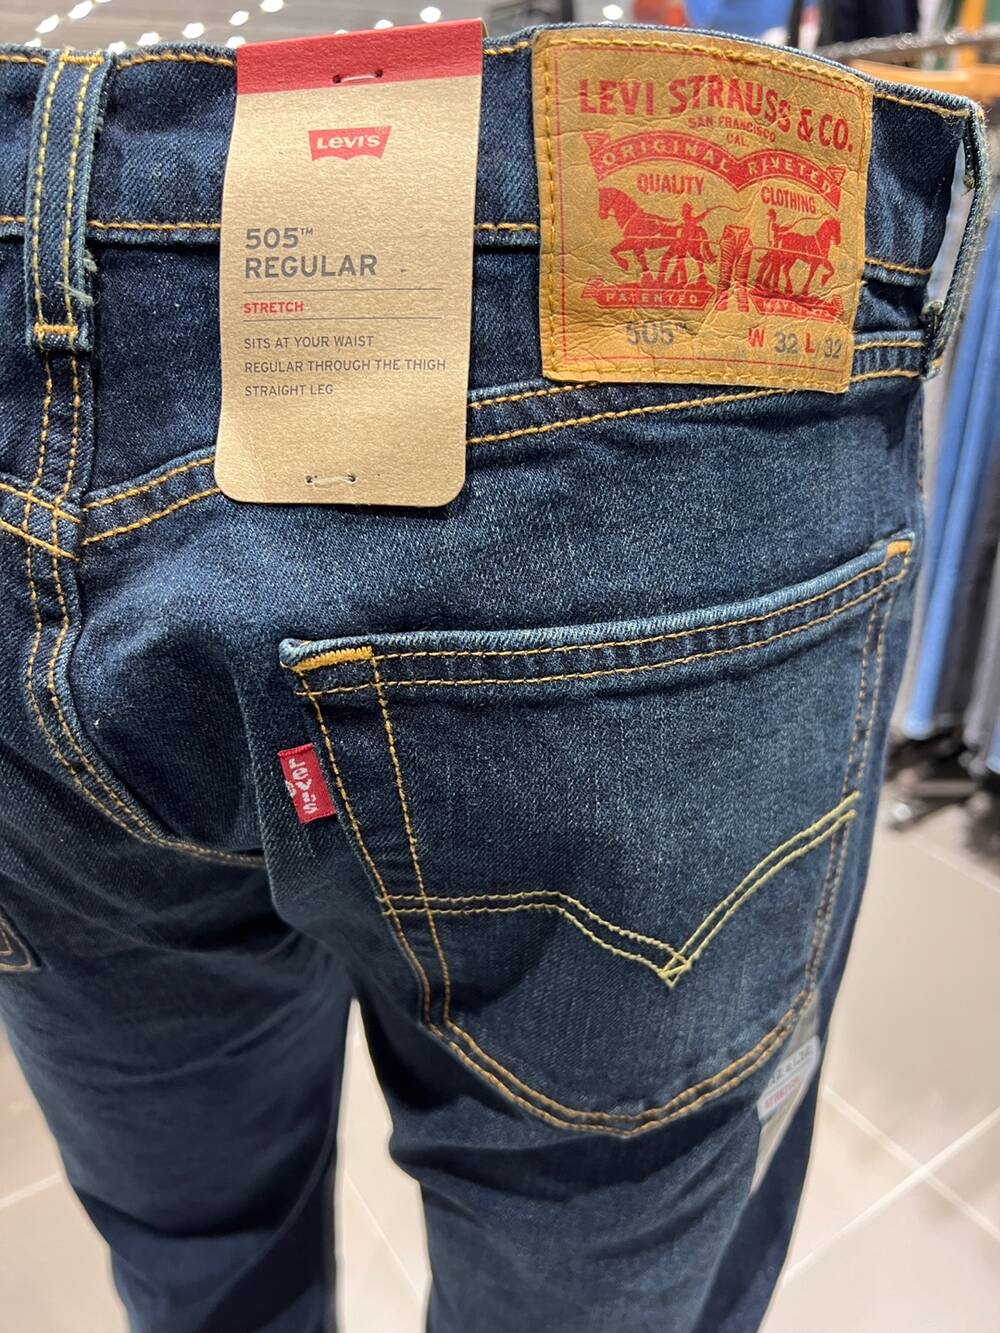 Levi's
505™
REGULAR
STRETCH
SITS AT YOUR WAIST
REGULAR THROUGH THE THIGH
STRAIGHT LEG
LEVI STRAUSS & CO.
SAN FRANCISCO
CAL.
ORIGINAL RIVETED
QUALITY CLOTHING
PATENTED
505™ W 32 L 32
Levi's